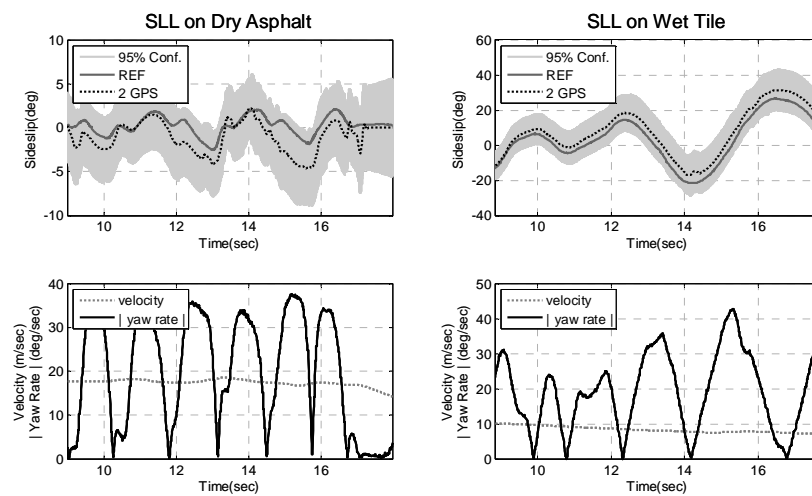 SLL on Dry Asphalt
10
5
0
-5
-10
Sideslip(deg)
95% Conf.
REF
2 GPS
10
12
14
16
Time(sec)
SLL on Wet Tile
60
40
20
0
-20
-40
Sideslip(deg)
95% Conf.
REF
2 GPS
10
12
14
16
Time(sec)
40
30
20
10
0
Velocity (m/sec)
| Yaw Rate | (deg/sec)
velocity
| yaw rate |
10
12
14
16
Time(sec)
50
40
30
20
10
0
Velocity (m/sec)
| Yaw Rate | (deg/sec)
velocity
| yaw rate |
10
12
14
16
Time(sec)